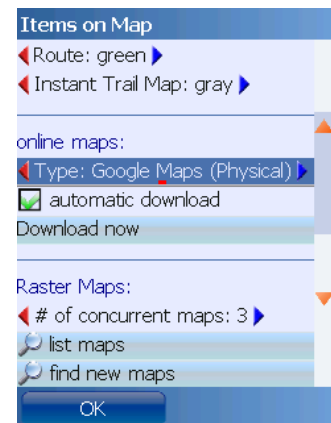 Items on Map
Route: green
Instant Trail Map: gray
online maps:
Type: Google Maps (Physical)
automatic download
Download now
Raster Maps:
# of concurrent maps: 3
list maps
find new maps
OK